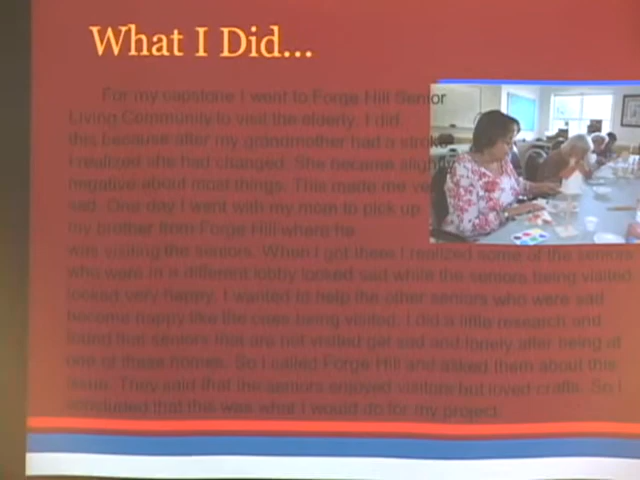 What I Did...
For my capstone I went to Forge Hill Senior
Living Community to visit the elderly. I did
this because after my grandmother had a stroke
I realized she had changed. She became slightly
negative about most things. This made me
sad. One day I went with my mom to pick up
my brother from Forge Hill where he
was visiting the seniors. When I got there I realized some of the seniors
who were in a different lobby looked sad while the seniors being visited
looked very happy. I wanted to help the other seniors who were sad
become happy like the ones being visited. I did a little research and
found that seniors that are not visited get sad and lonely after being at
one of these homes. So I called Forge Hill and asked them about this
issue. They said that the seniors enjoyed visitors but loved crafts. So I
concluded that this was what I would do for my project.